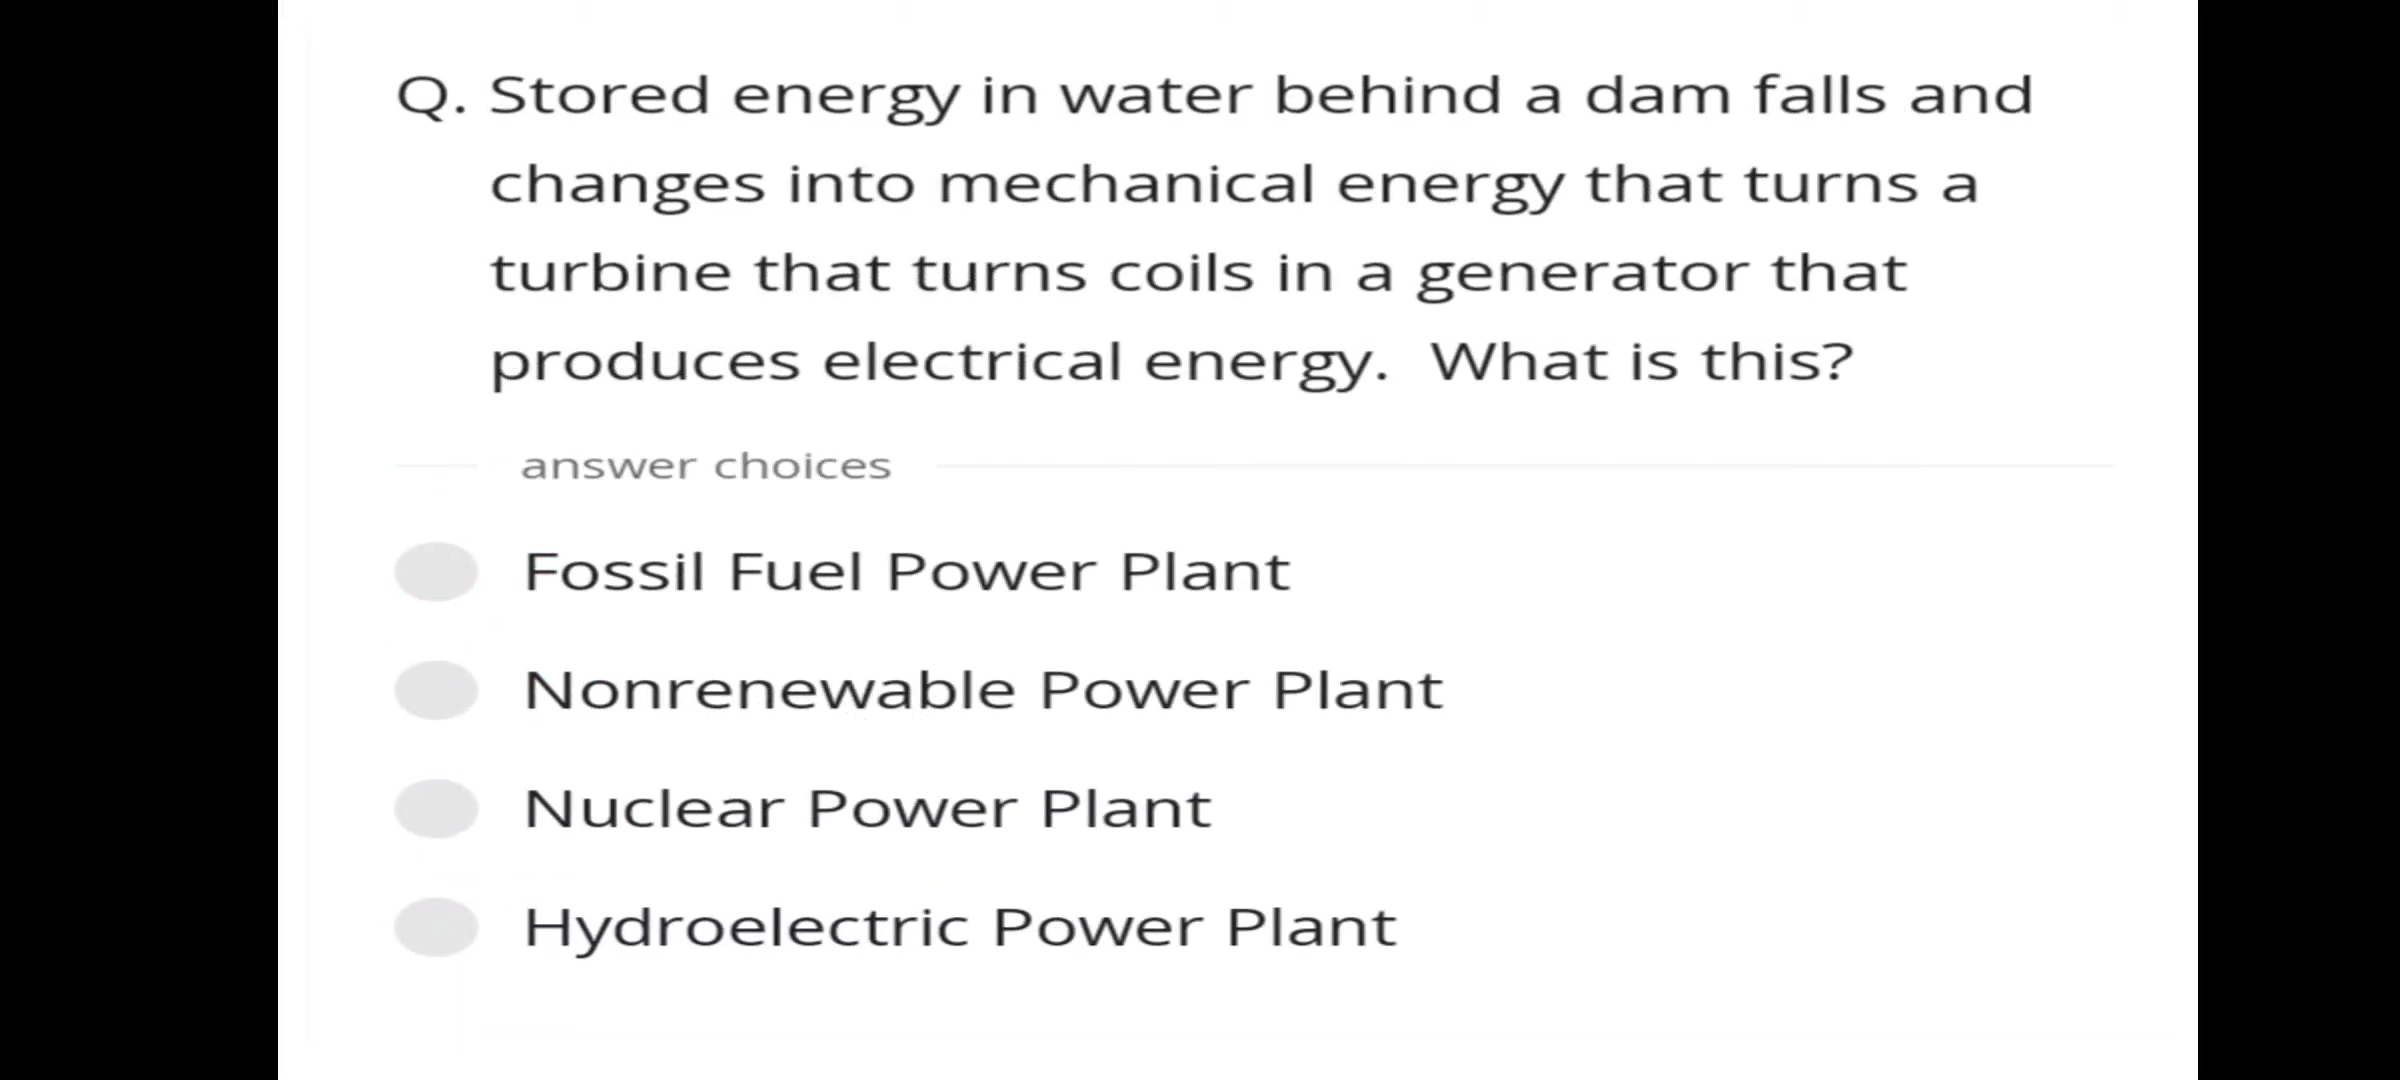 Q. Stored energy in water behind a dam falls and
changes into mechanical energy that turns a
turbine that turns coils in a generator that
produces electrical energy.  What is this?
answer choices
Fossil Fuel Power Plant
Nonrenewable Power Plant
Nuclear Power Plant
Hydroelectric Power Plant